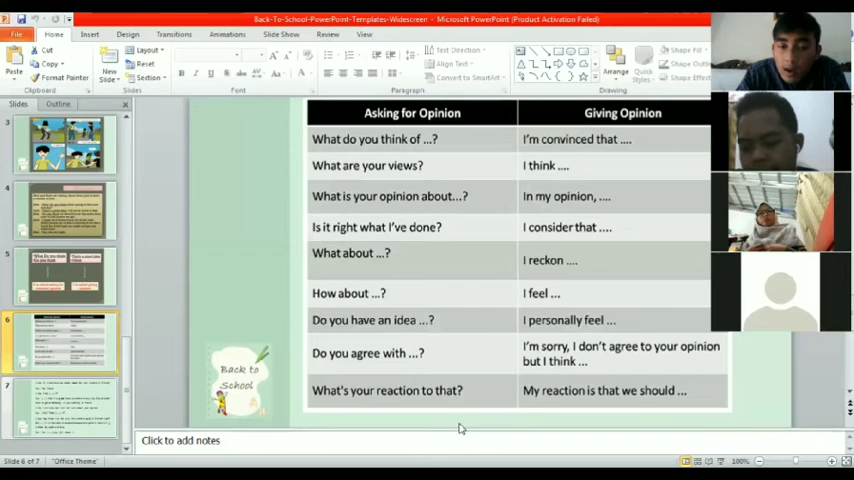 Back-To-School-PowerPoint-Templates-Widescreen - Microsoft PowerPoint (Product Activation Failed)
File Home Insert Design Transitions Animations Slide Show Review View
Cut
Copy
Format Painter
Paste
Clipboard
New
Slide
Layout
Reset
Section
Slides
Font
Paragraph
Text Direction
Align Text
Convert to SmartArt
Arrange
Quick
Styles
Shape Fill
Drawing
Slides Outline
3
4
5
6
7
Asking for Opinion Giving Opinion
What do you think of ...? I'm convinced that ....
What are your views? I think ....
What is your opinion about...? In my opinion, ....
Is it right what I've done? I consider that ....
What about ...? I reckon ....
How about ...? I feel ...
Do you have an idea ...? I personally feel ...
Do you agree with ...? I'm sorry, I don't agree to your opinion
but I think ...
What's your reaction to that? My reaction is that we should ...
Back to
School
Click to add notes
Slide 6 of 7 "Office Theme" 100%